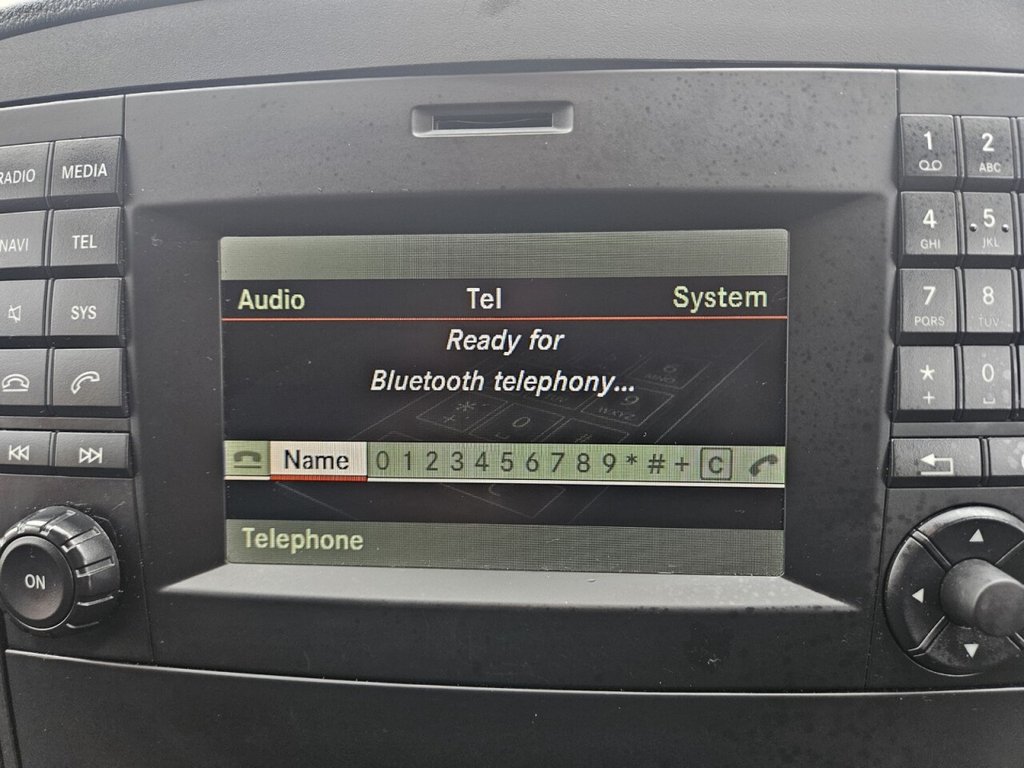 RADIO MEDIA
NAVI TEL
SYS
ON
Audio Tel System
Ready for
Bluetooth telephony...
Name 0 1 2 3 4 5 6 7 8 9 * # + C
Telephone
1 2
ABC
4 5
GHI JKL
7 8
PQRS TUV
* 0
+